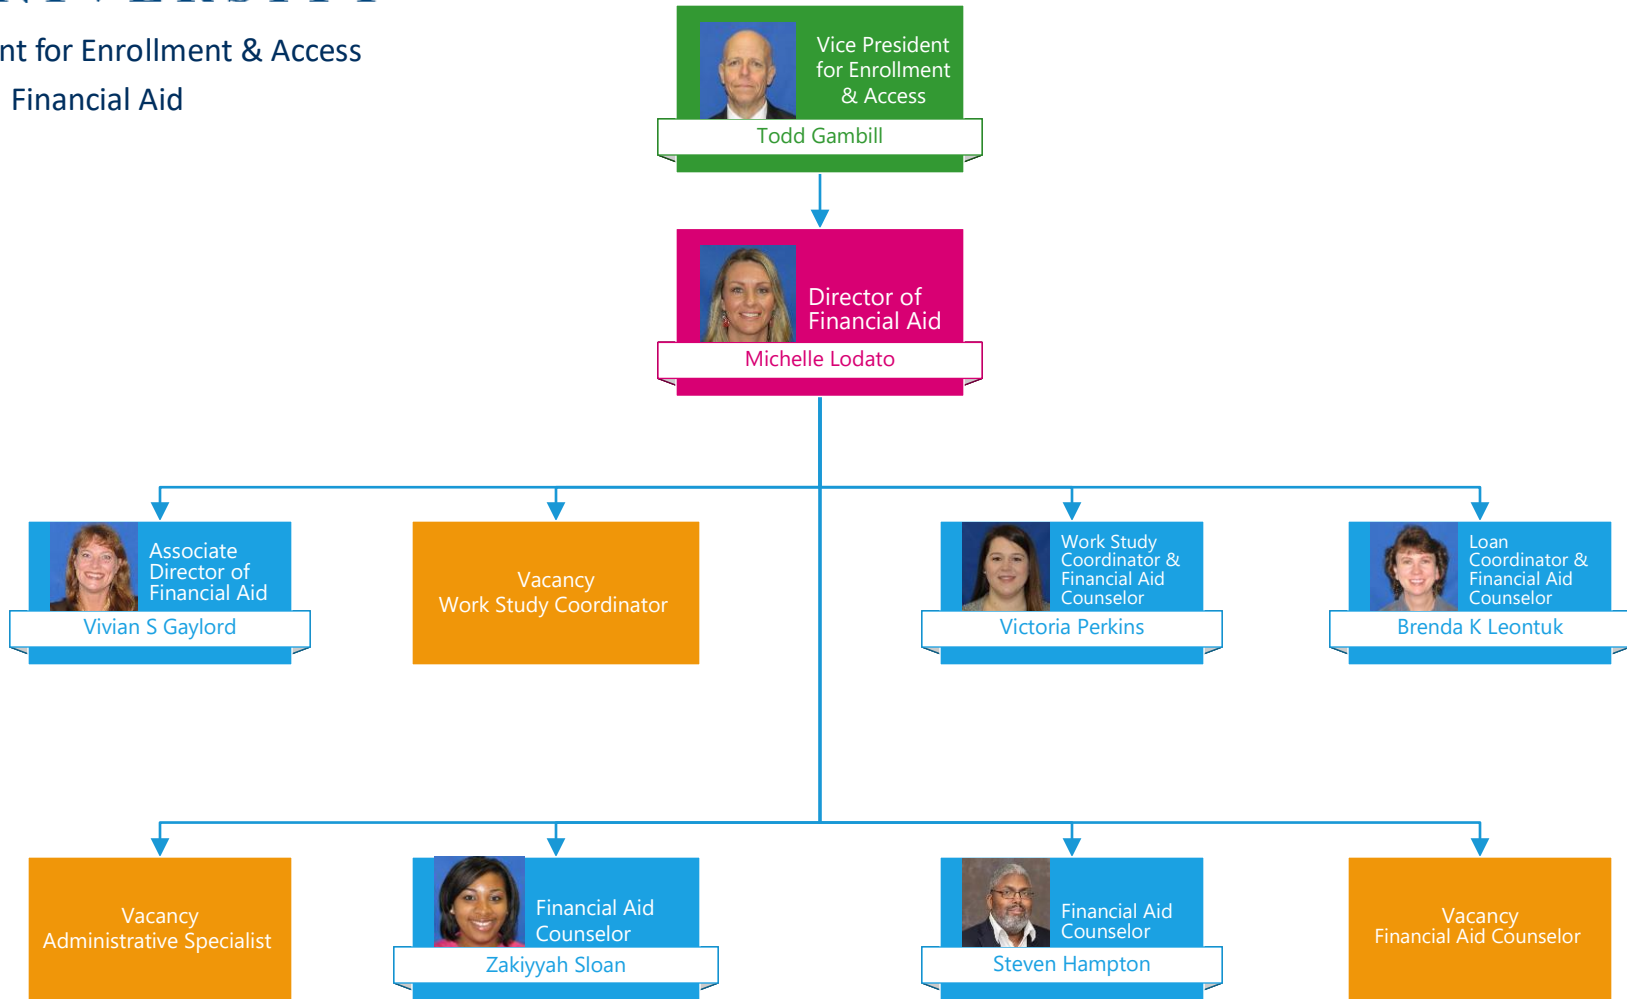 nt for Enrollment & Access
Financial Aid
Vice President
for Enrollment
& Access
Todd Gambill
Director of
Financial Aid
Michelle Lodato
Associate
Director of
Financial Aid
Vivian S Gaylord
Vacancy
Work Study Coordinator
Work Study
Coordinator &
Financial Aid
Counselor
Victoria Perkins
Loan
Coordinator &
Financial Aid
Counselor
Brenda K Leontuk
Vacancy
Administrative Specialist
Financial Aid
Counselor
Zakiyyah Sloan
Financial Aid
Counselor
Steven Hampton
Vacancy
Financial Aid Counselor